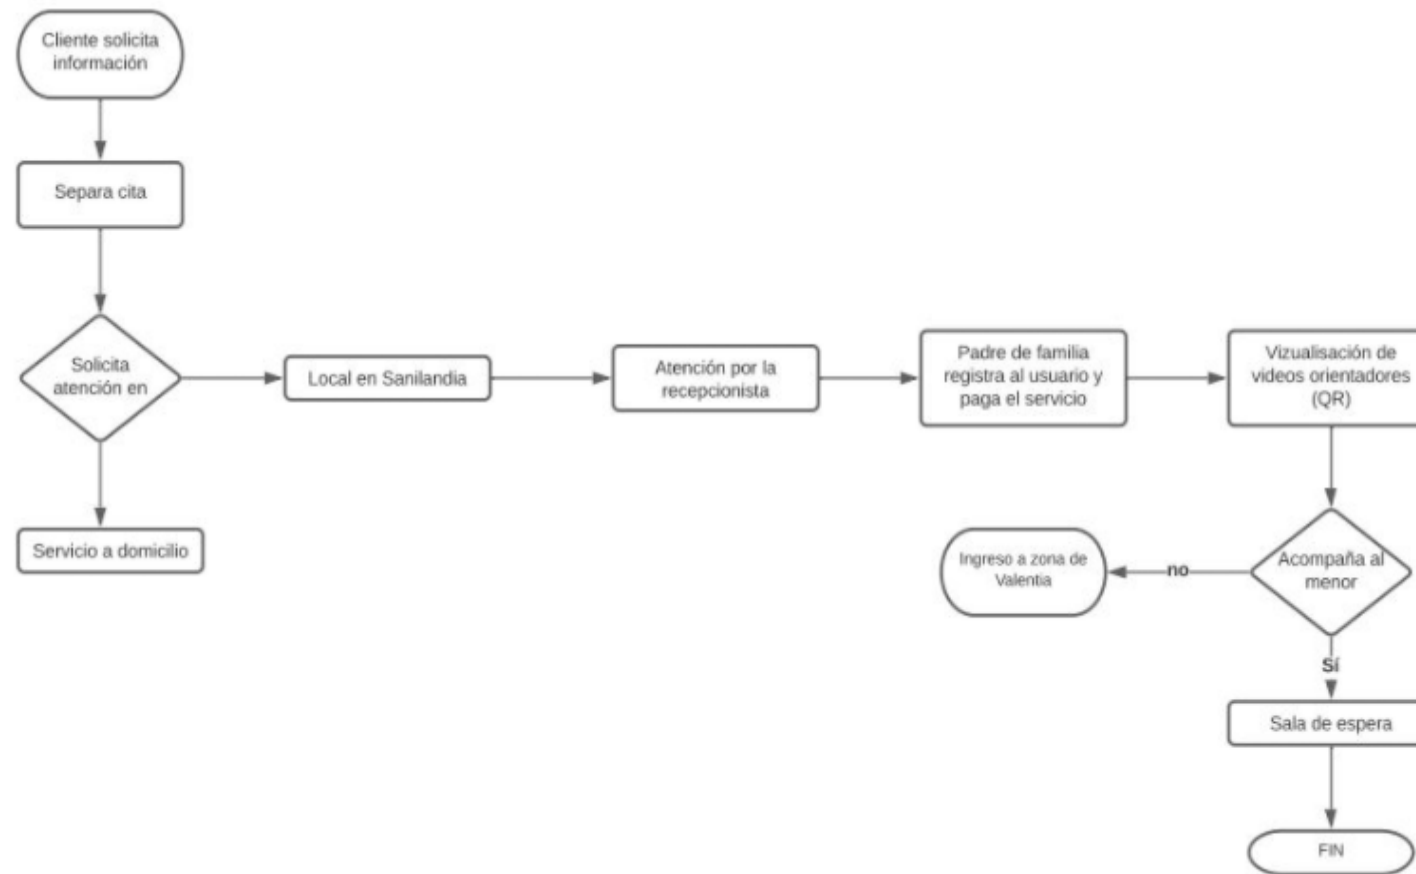 Cliente solicita
información
Separa cita
Solicita
atención en
Local en Sanilandia
Atención por la
recepcionista
Padre de familia
registra al usuario y
paga el servicio
Vizualisación de
videos orientadores
(QR)
Servicio a domicilio
Ingreso a zona de
Valentia
no
Acompaña al
menor
Sí
Sala de espera
FIN